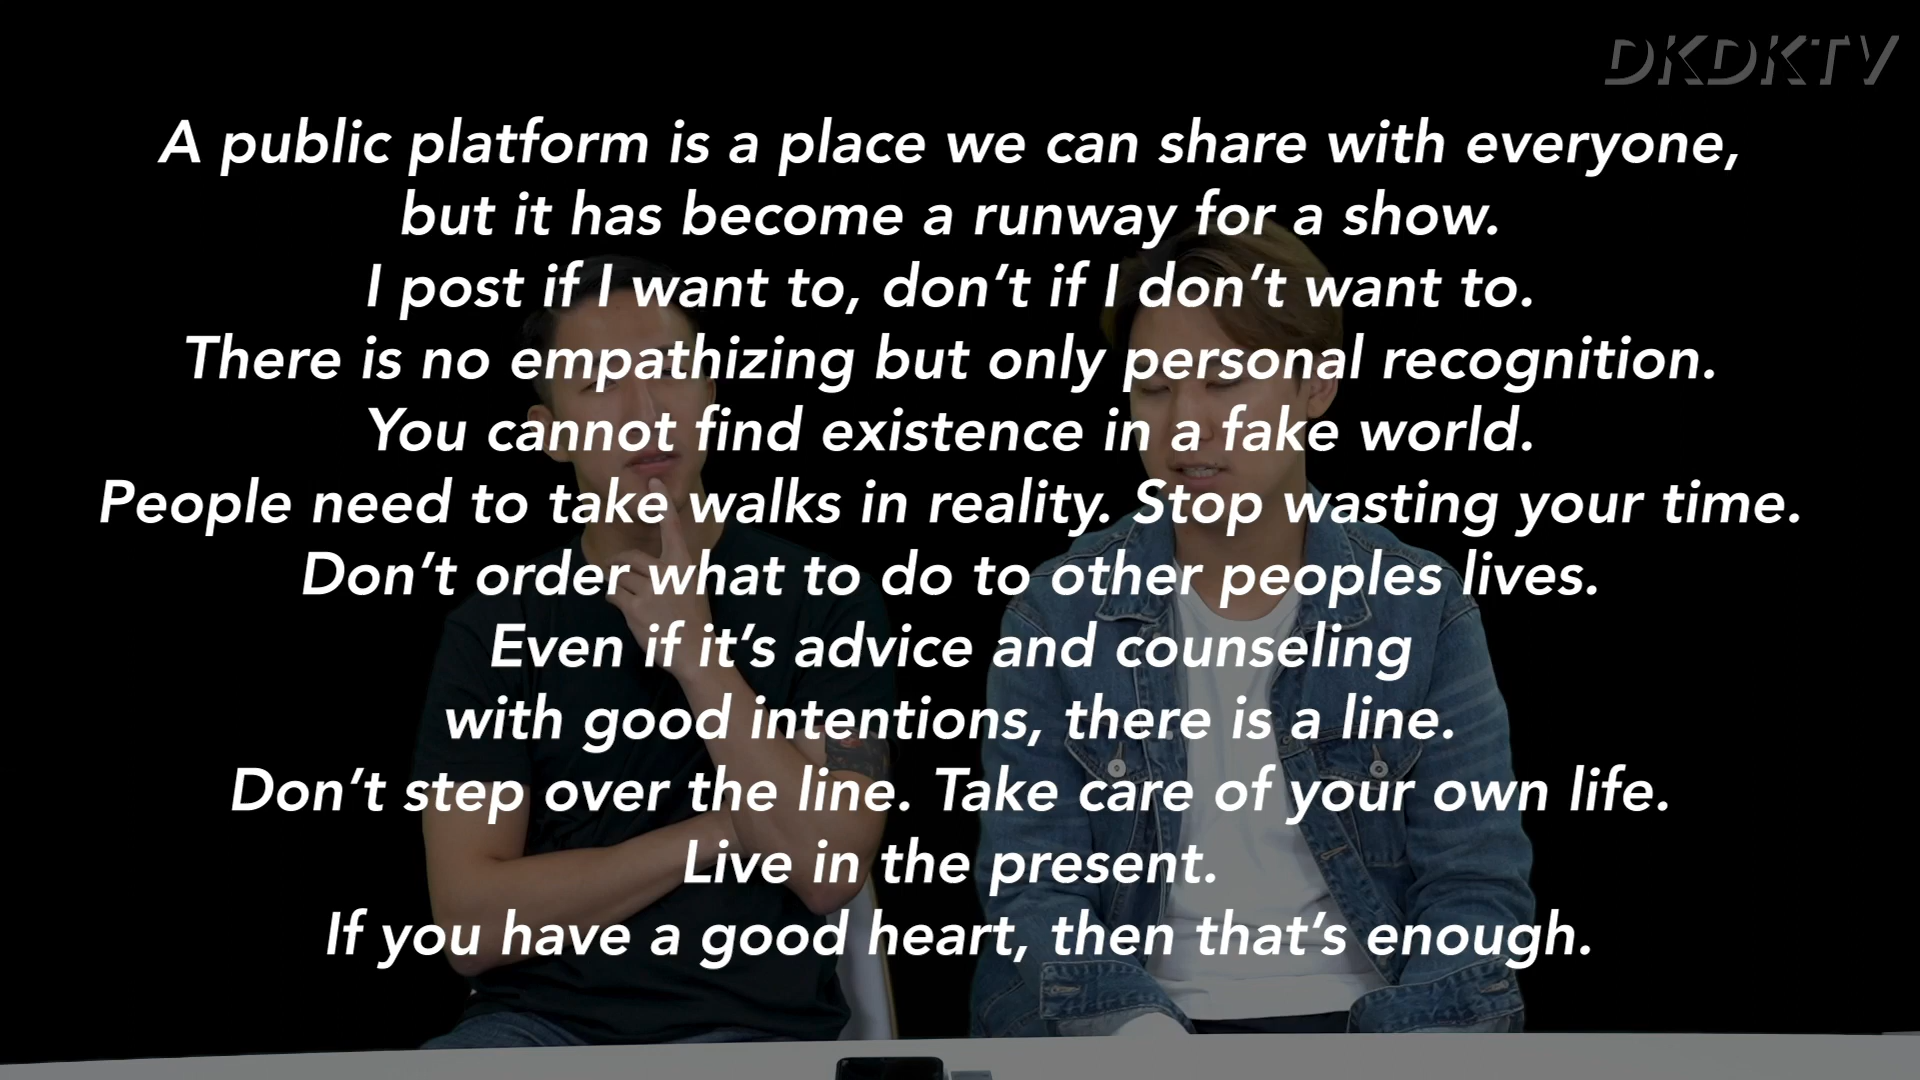 DKDKTV
A public platform is a place we can share with everyone,
but it has become a runway for a show.
I post if I want to, don’t if I don’t want to.
There is no empathizing but only personal recognition.
You cannot find existence in a fake world.
People need to take walks in reality. Stop wasting your time.
Don’t order what to do to other peoples lives.
Even if it’s advice and counseling
with good intentions, there is a line.
Don’t step over the line. Take care of your own life.
Live in the present.
If you have a good heart, then that’s enough.